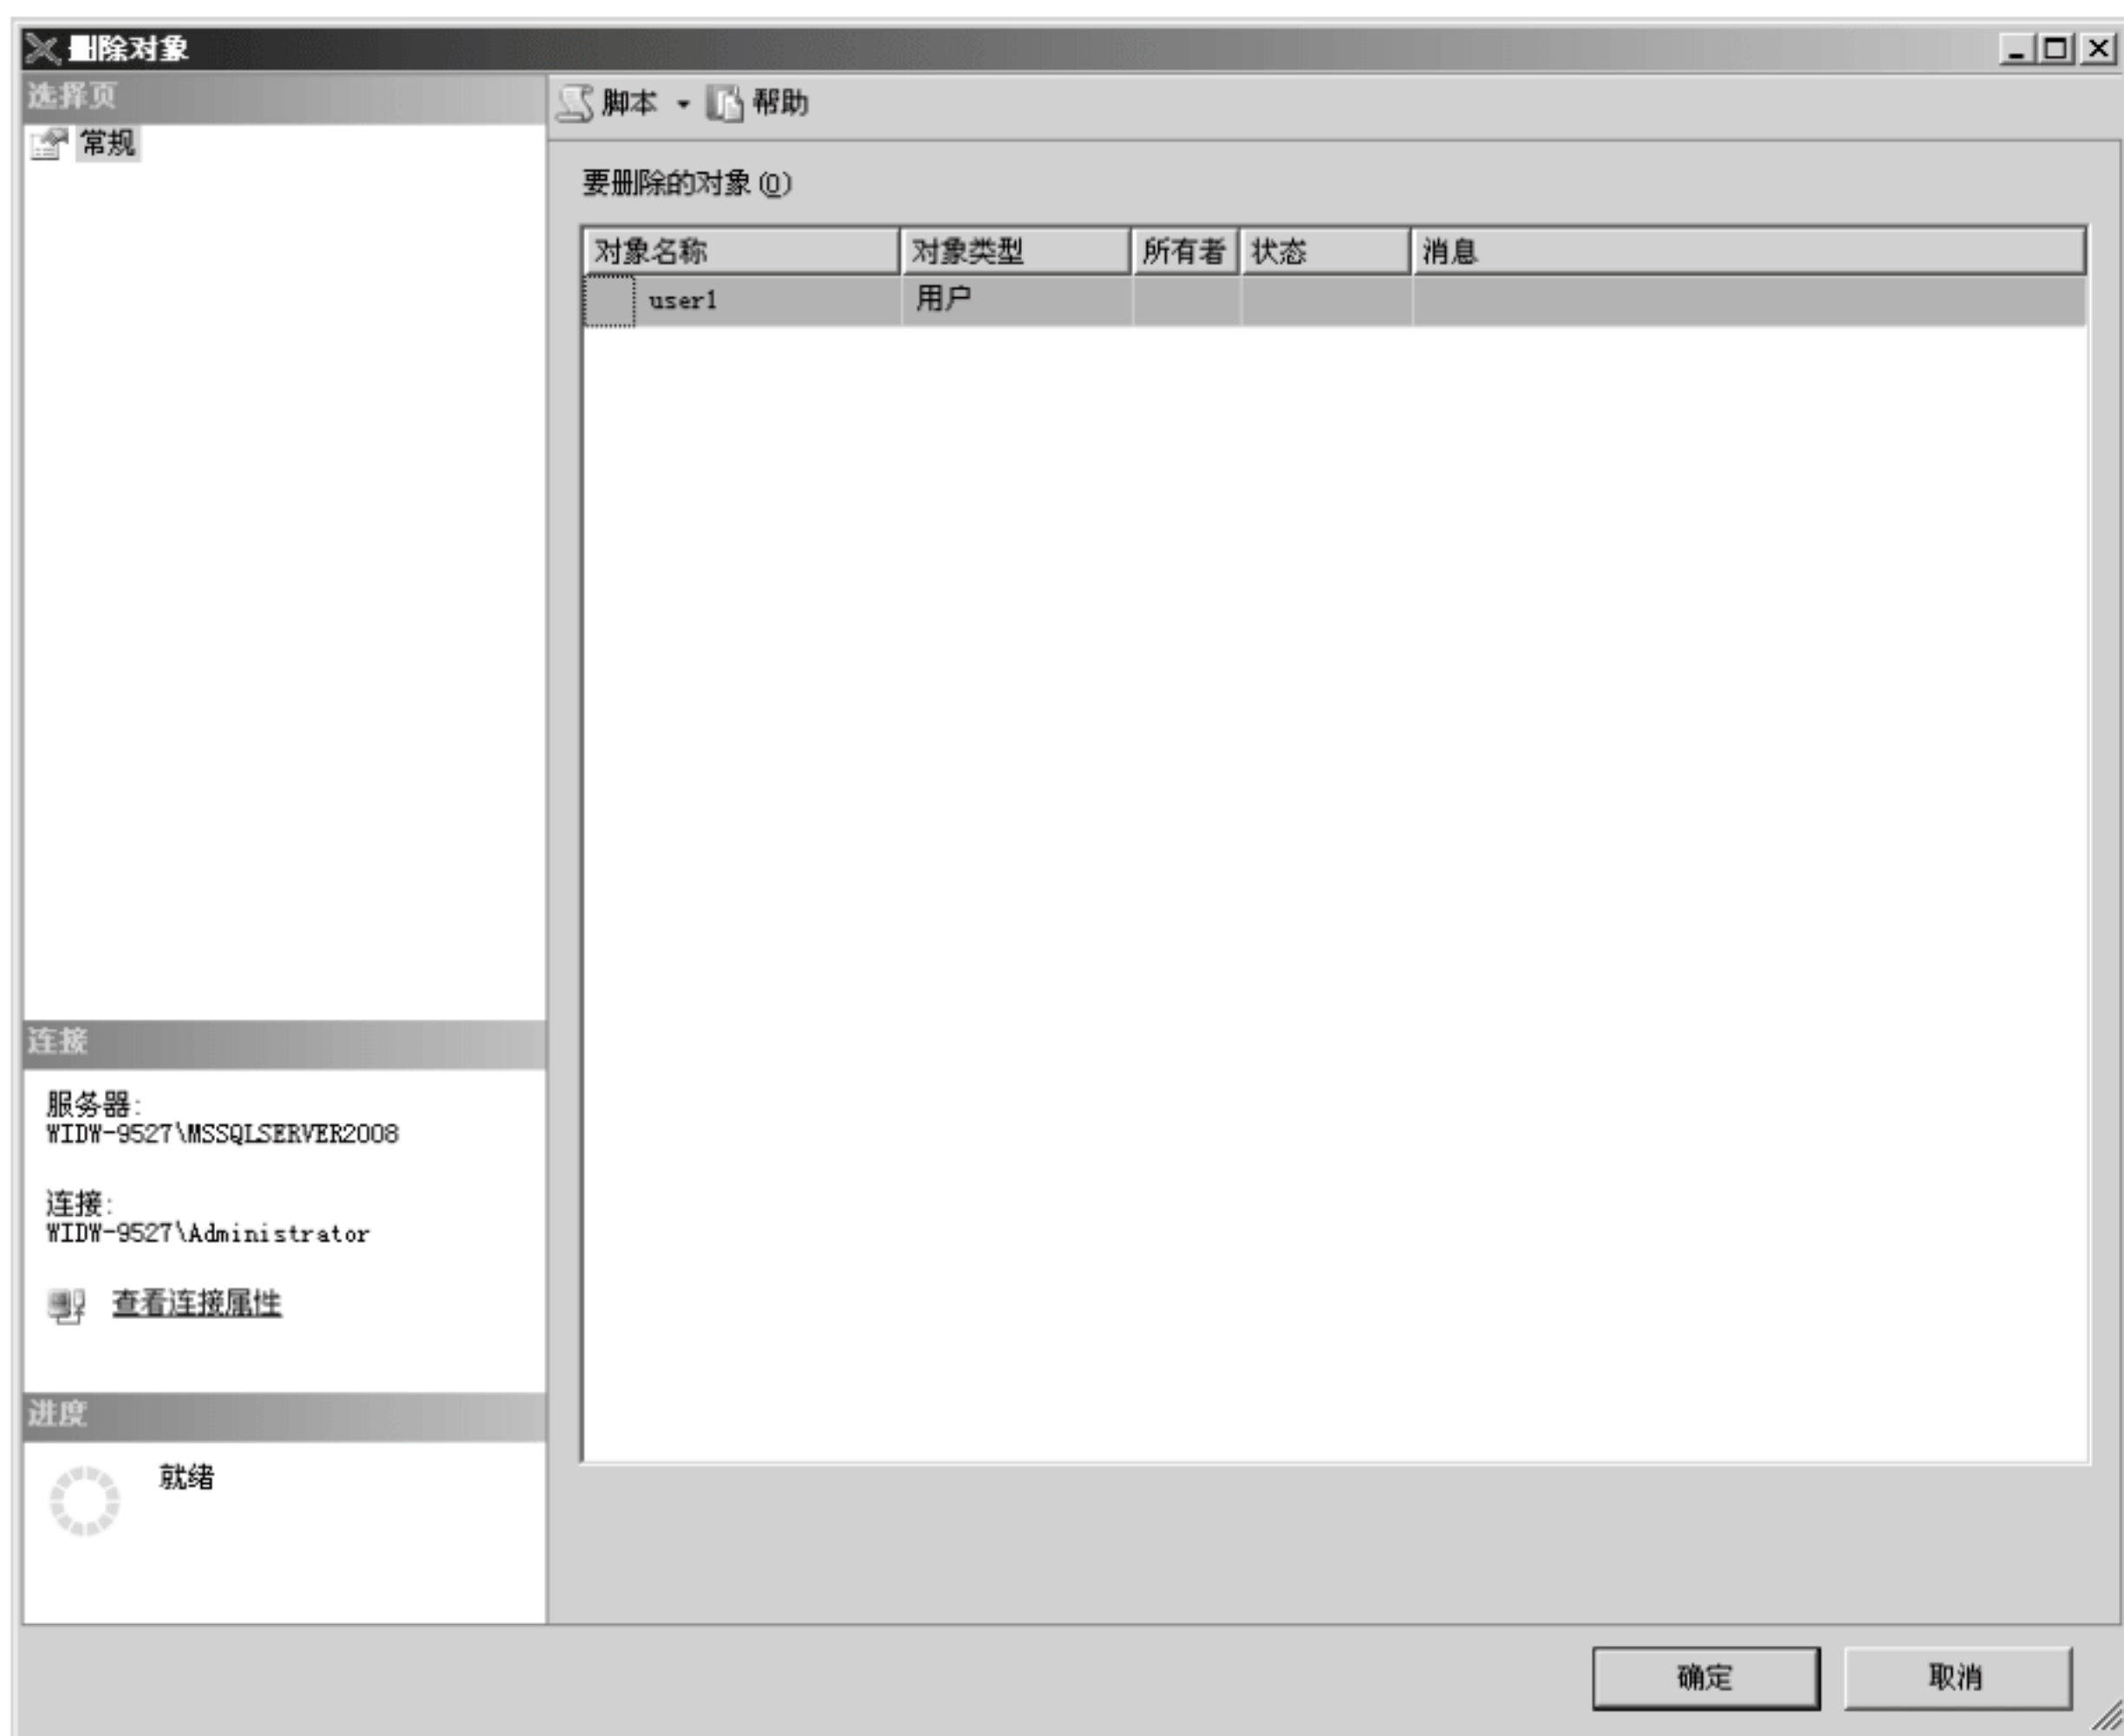 删除对象
选择页
常规
脚本 帮助
要删除的对象(O)
对象名称 对象类型 所有者 状态 消息
user1 用户
连接
服务器:
WIDW-9527\MSSQLSERVER2008
连接:
WIDW-9527\Administrator
查看连接属性
进度
就绪
确定 取消